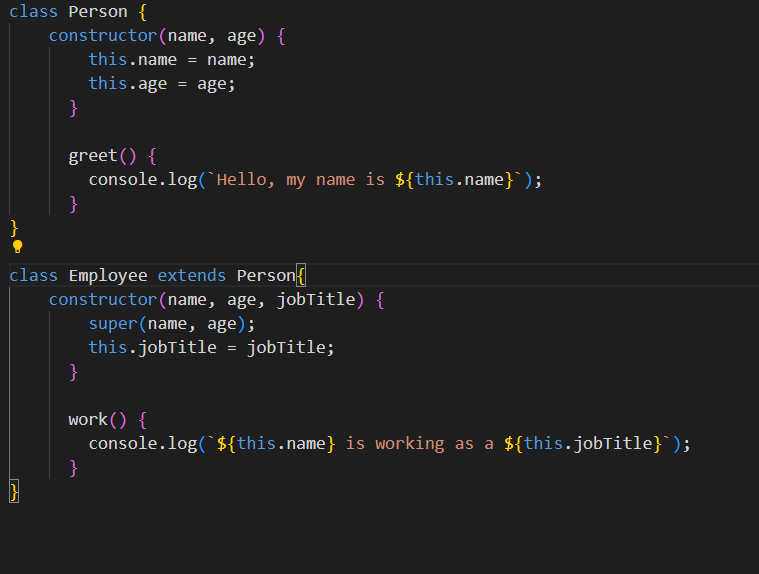 class Person {
    constructor(name, age) {
        this.name = name;
        this.age = age;
      }

      greet() {
        console.log(`Hello, my name is ${this.name}`);
      }
}

class Employee extends Person{
    constructor(name, age, jobTitle) {
        super(name, age);
        this.jobTitle = jobTitle;
      }

      work() {
        console.log(`${this.name} is working as a ${this.jobTitle}`);
      }
}